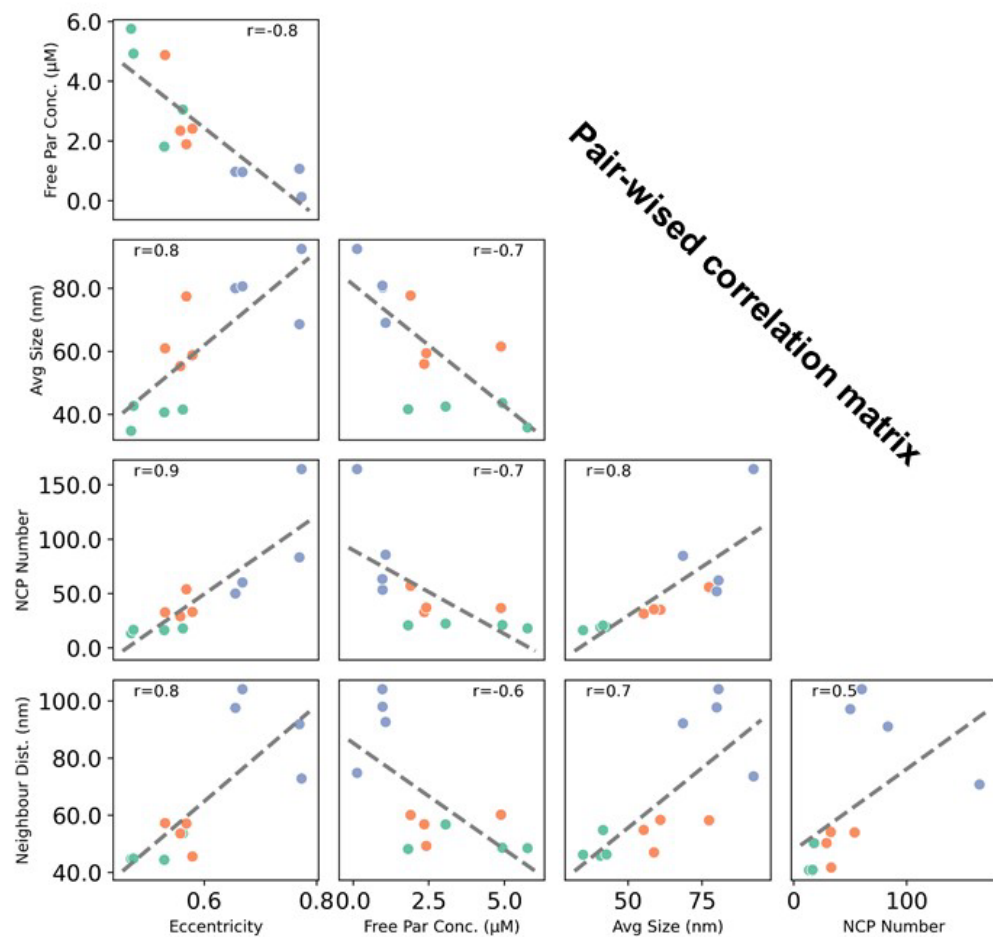 6.0
4.0
2.0
0.0
Free Par Conc. (μM)
r=-0.8
Pair-wised correlation matrix
80.0
60.0
40.0
Avg Size (nm)
r=0.8
r=-0.7
150.0
100.0
50.0
0.0
NCP Number
r=0.9
r=-0.7
r=0.8
100.0
80.0
60.0
40.0
Neighbour Dist. (nm)
r=0.8
r=-0.6
r=0.7
r=0.5
0.6
0.8
0.0
2.5
5.0
50
75
0
100
Eccentricity
Free Par Conc. (μM)
Avg Size (nm)
NCP Number